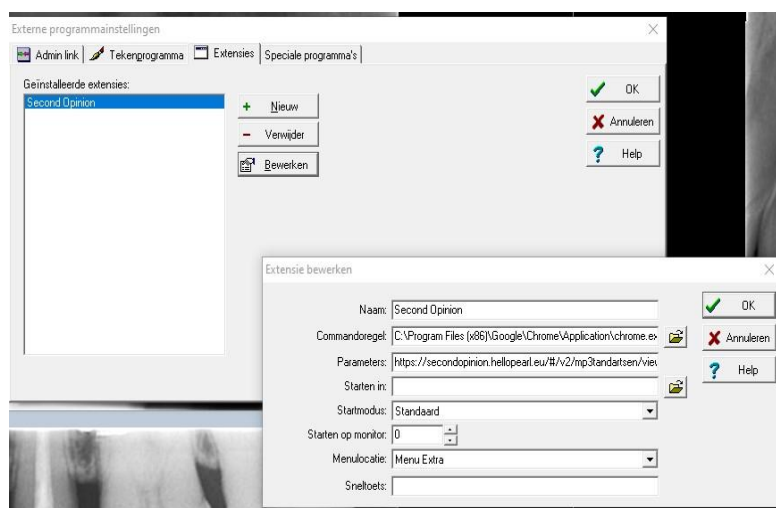 Externe programmainstellingen
Admin link
Tekenprogramma
Extensies
Speciale programma's
Geïnstalleerde extensies:
Second Opinion
Nieuw
Verwijder
Bewerken
OK
Annuleren
Help
Extensie bewerken
Naam: Second Opinion
Commandoregel: C:\Program Files (x86)\Google\Chrome\Application\chrome.ex
Parameters: https://secondopinion.hellopearl.eu/#/v2/mp3tandartsen/vie
Starten in:
Startmodus: Standaard
Starten op monitor: 0
Menulocatie: Menu Extra
Sneltoets:
OK
Annuleren
Help